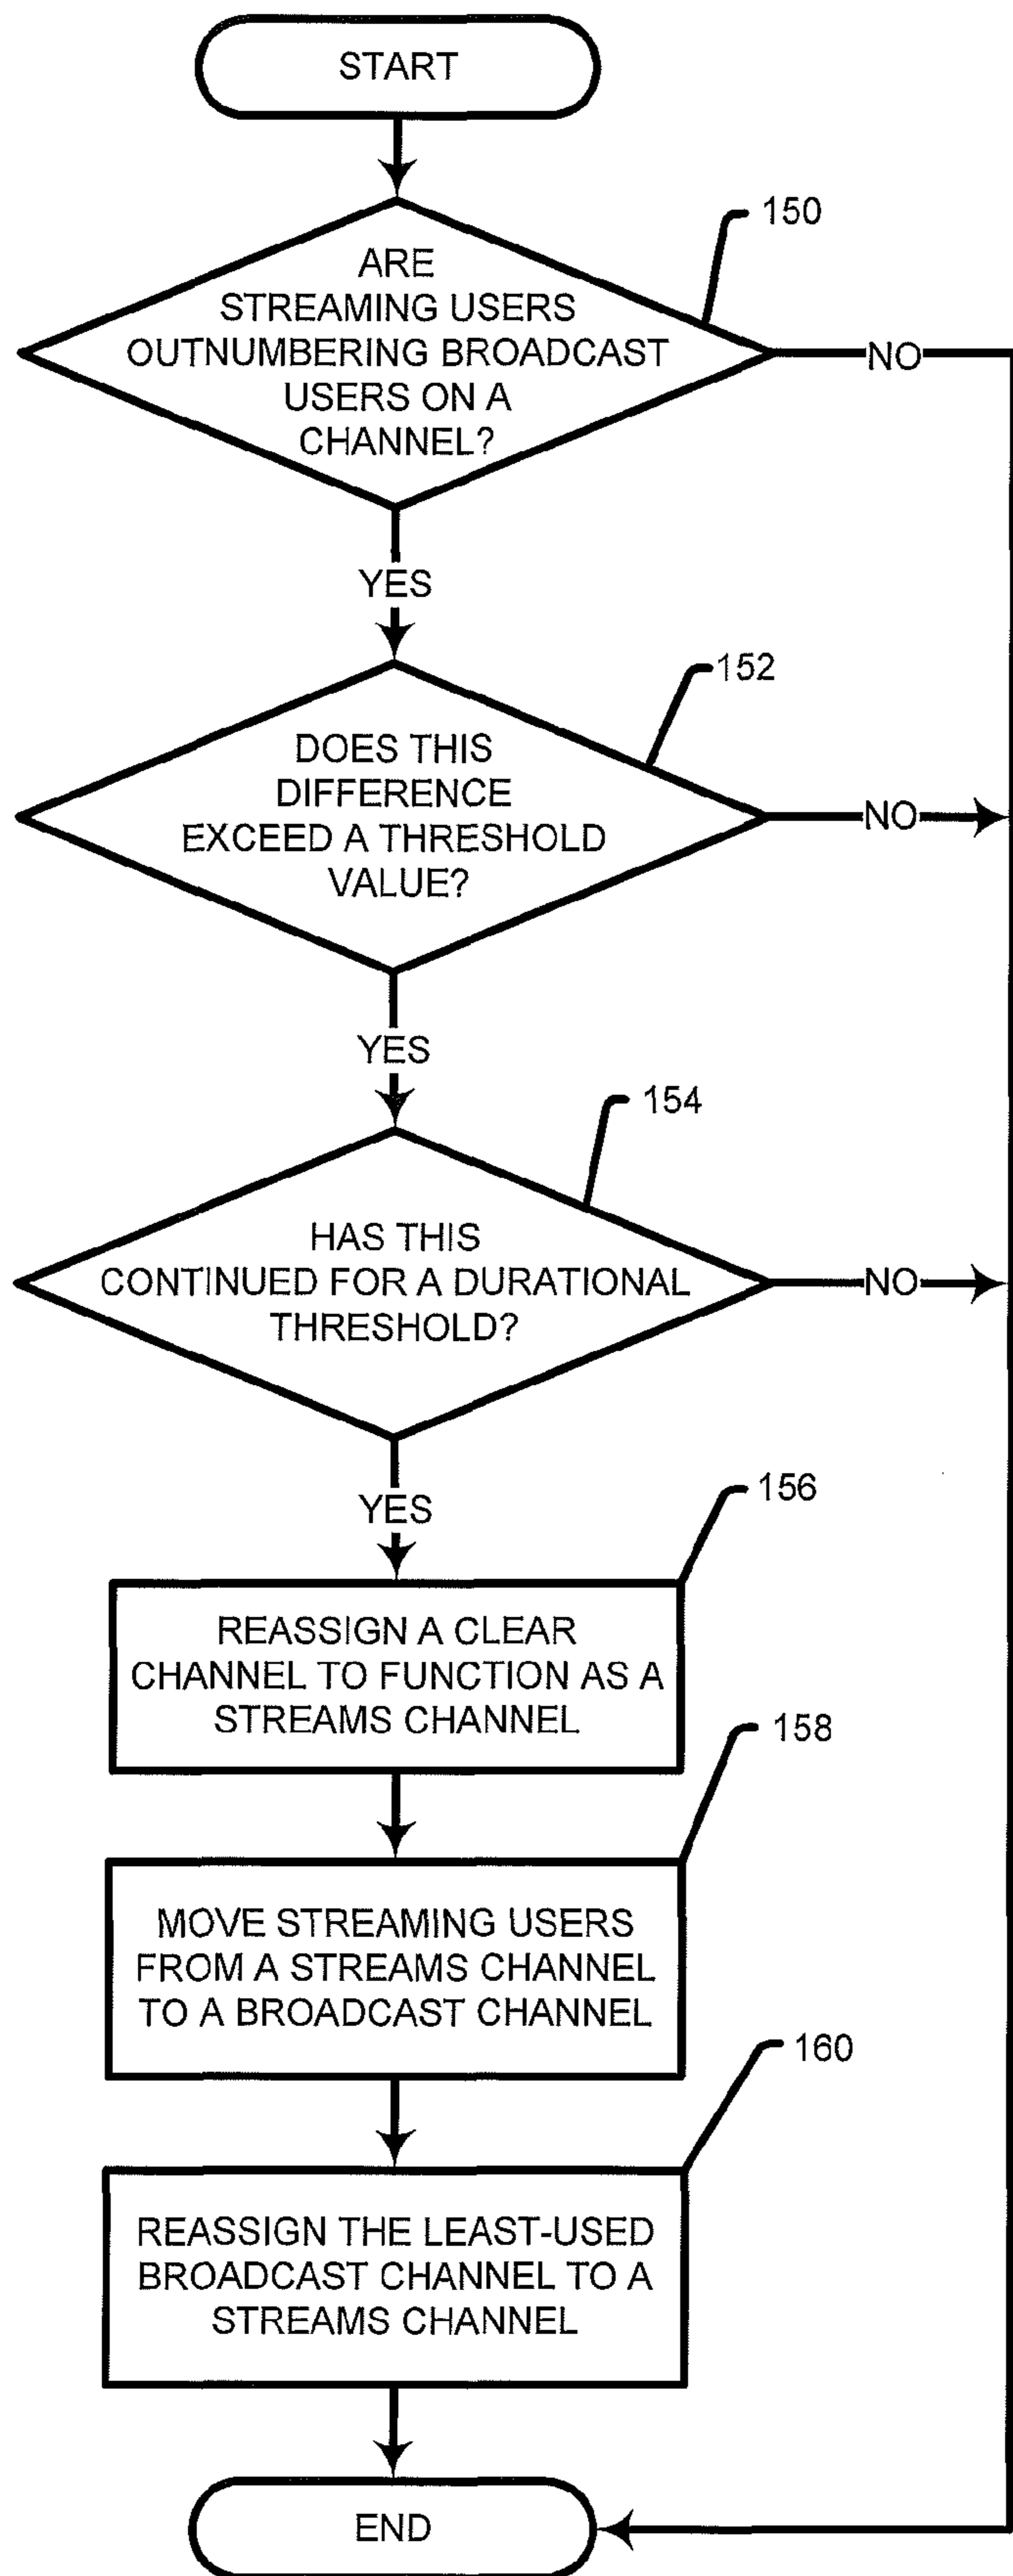 START
150
ARE
STREAMING USERS
OUTNUMBERING BROADCAST
USERS ON A
CHANNEL?
NO
YES
152
DOES THIS
DIFFERENCE
EXCEED A THRESHOLD
VALUE?
NO
YES
154
HAS THIS
CONTINUED FOR A DURATIONAL
THRESHOLD?
NO
YES
156
REASSIGN A CLEAR
CHANNEL TO FUNCTION AS A
STREAMS CHANNEL
158
MOVE STREAMING USERS
FROM A STREAMS CHANNEL
TO A BROADCAST CHANNEL
160
REASSIGN THE LEAST-USED
BROADCAST CHANNEL TO A
STREAMS CHANNEL
END